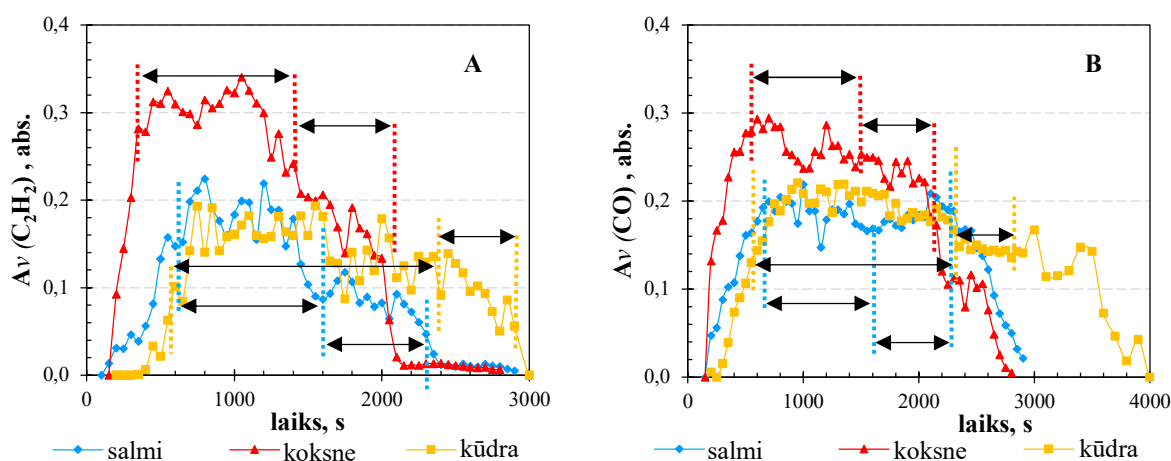 0,4
0,3
0,2
0,1
0,0
Aν (C₂H₂) , abs.
A
0 1000 2000 3000
laiks, s
salmi koksne kūdra
0,4
0,3
0,2
0,1
0,0
Aν (CO) , abs.
B
0 1000 2000 3000 4000
laiks, s
salmi koksne kūdra